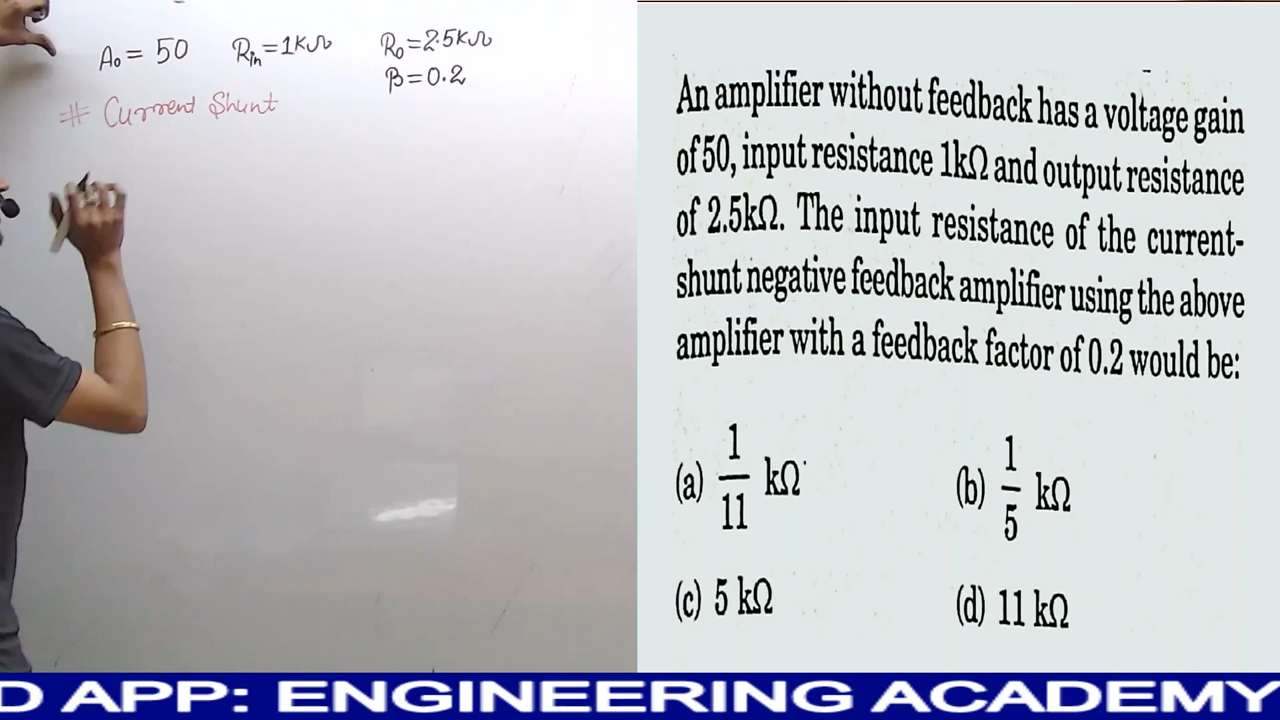 A₀ = 50 Rᵢₙ = 1KΩ R₀ = 2.5KΩ
β = 0.2
# Current Shunt
An amplifier without feedback has a voltage gain
of 50, input resistance 1kΩ and output resistance
of 2.5kΩ. The input resistance of the current-
shunt negative feedback amplifier using the above
amplifier with a feedback factor of 0.2 would be:
(a) 1/11 kΩ (b) 1/5 kΩ
(c) 5 kΩ (d) 11 kΩ
D APP: ENGINEERING ACADEMY